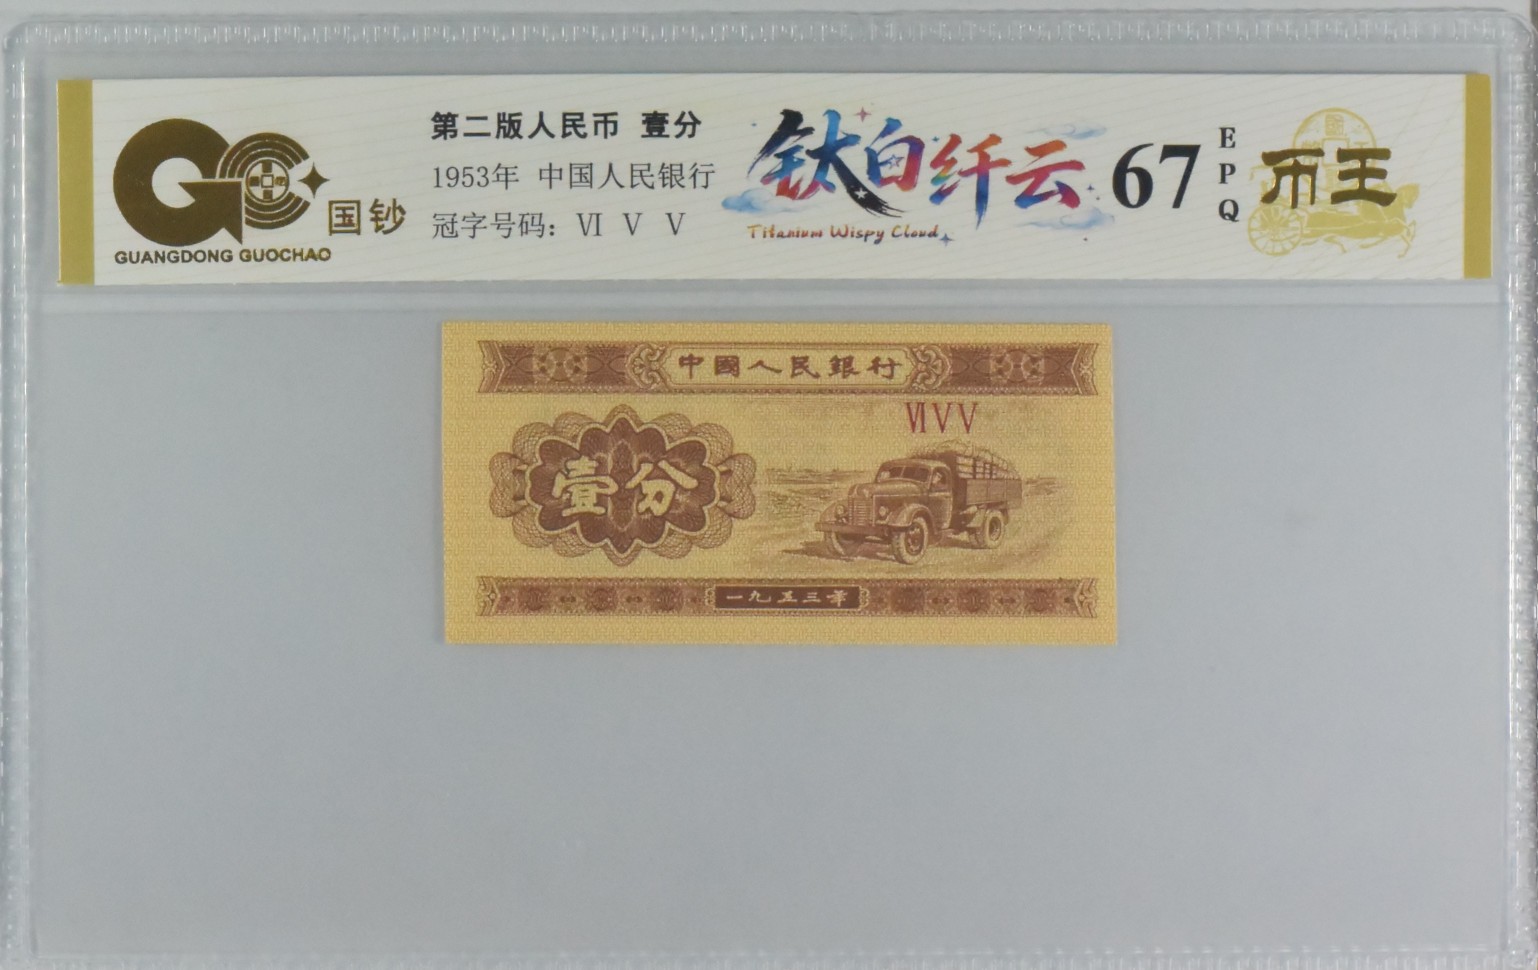 国钞
GUANGDONG GUOCHAO
第二版人民币 壹分
1953年 中国人民银行
冠字号码：Ⅵ Ⅴ Ⅴ
钛白纤云
Titanium Wispy Cloud
67
EPQ
币王
中國人民銀行
ⅥⅤⅤ
壹分
一九五三年